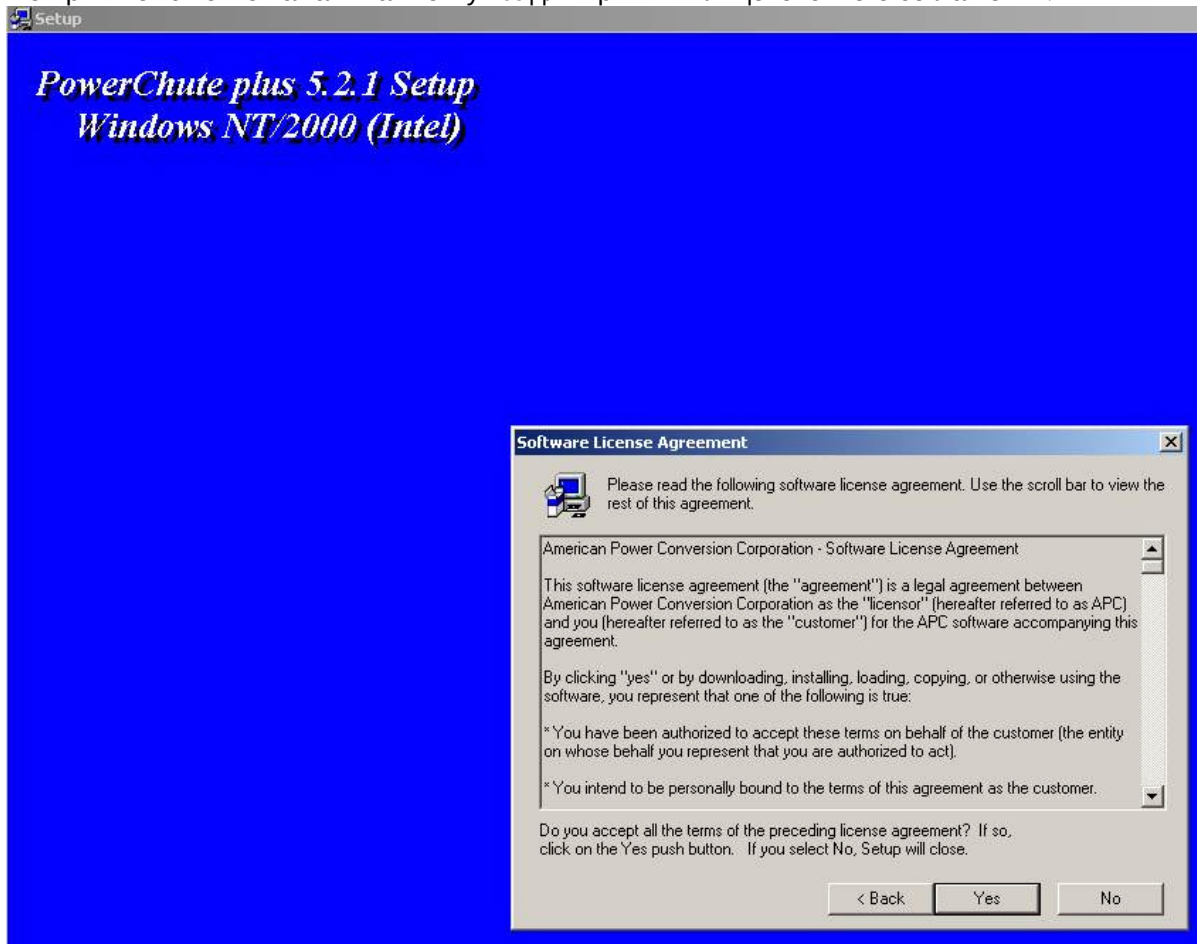 Setup
PowerChute plus 5.2.1 Setup
Windows NT/2000 (Intel)
Software License Agreement
Please read the following software license agreement. Use the scroll bar to view the
rest of this agreement.
American Power Conversion Corporation - Software License Agreement
This software license agreement (the "agreement") is a legal agreement between
American Power Conversion Corporation as the "licensor" (hereafter referred to as APC)
and you (hereafter referred to as the "customer") for the APC software accompanying this
agreement.
By clicking "yes" or by downloading, installing, loading, copying, or otherwise using the
software, you represent that one of the following is true:
* You have been authorized to accept these terms on behalf of the customer (the entity
on whose behalf you represent that you are authorized to act).
* You intend to be personally bound to the terms of this agreement as the customer.
Do you accept all the terms of the preceding license agreement? If so,
click on the Yes push button. If you select No, Setup will close.
< Back
Yes
No